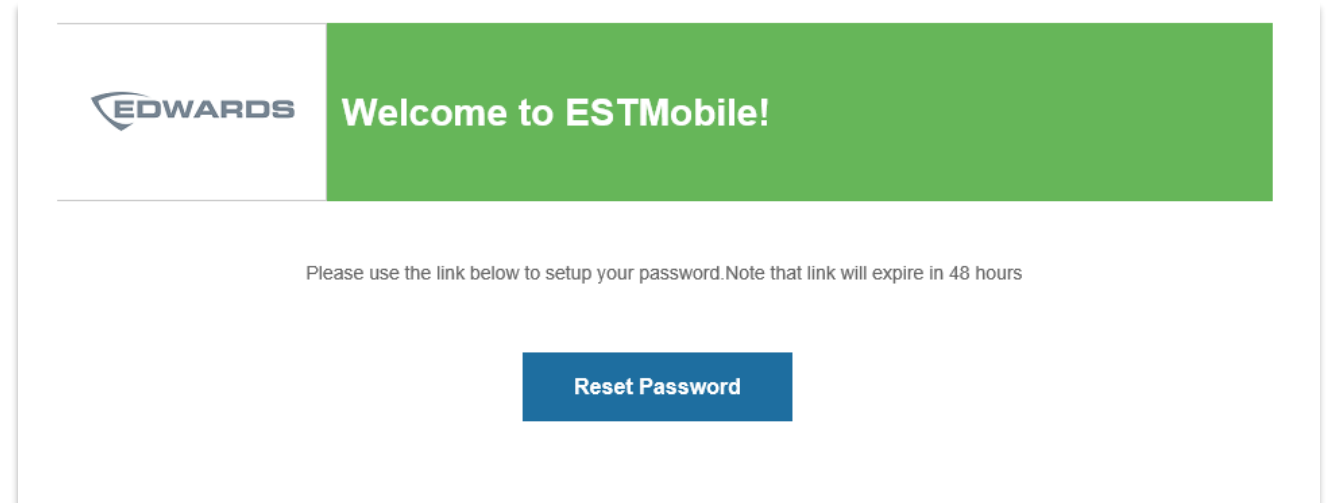 EDWARDS
Welcome to ESTMobile!
Please use the link below to setup your password.Note that link will expire in 48 hours
Reset Password